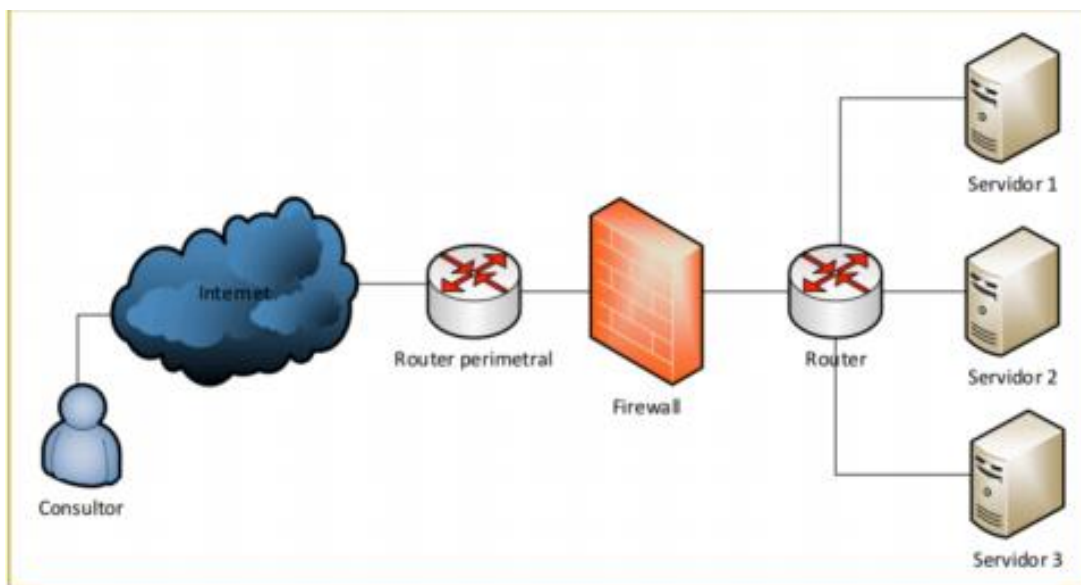 Servidor 1
Internet
Router perimetral
Router
Servidor 2
Firewall
Consultor
Servidor 3